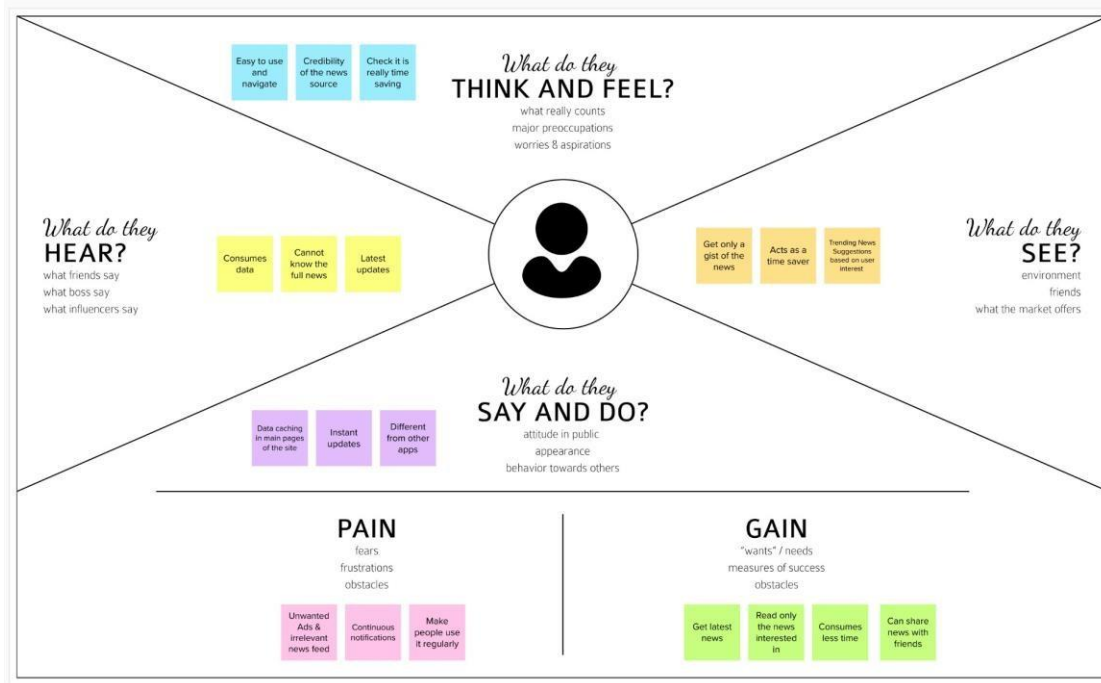 What do they
THINK AND FEEL?
what really counts
major preoccupations
worries & aspirations
Easy to use
and
navigate
Credibility
of the news
source
Check it is
really time
saving
What do they
HEAR?
what friends say
what boss say
what influencers say
Consumes
data
Cannot
know the
full news
Latest
updates
What do they
SEE?
environment
friends
what the market offers
Get only a
gist of the
news
Acts as a
time saver
Trending News
Suggestions
based on user
interest
What do they
SAY AND DO?
attitude in public
appearance
behavior towards others
Data caching
in main pages
of the site
Instant
updates
Different
from other
apps
PAIN
fears
frustrations
obstacles
Unwanted
Ads &
irrelevant
news feed
Continuous
notifications
Make
people use
it regularly
GAIN
"wants" / needs
measures of success
obstacles
Get latest
news
Read only
the news
interested
in
Consumes
less time
Can share
news with
friends